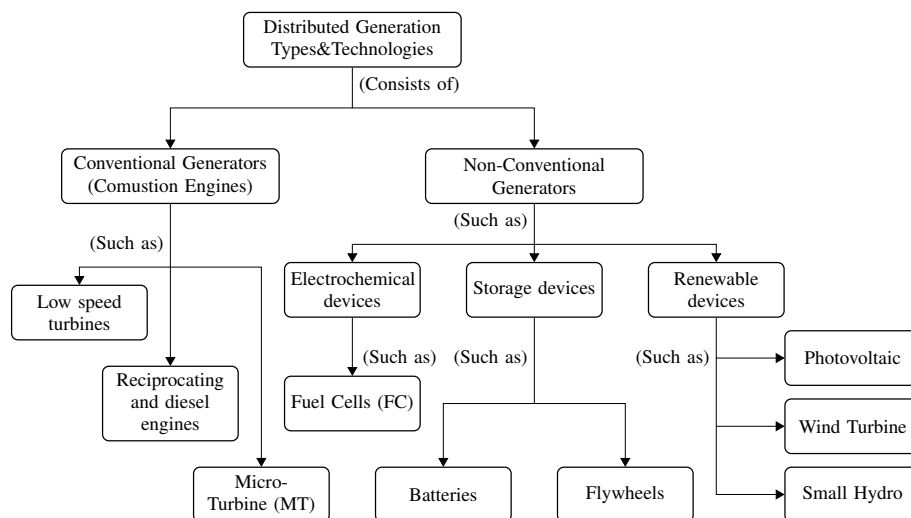 Distributed Generation
Types&Technologies
(Consists of)
Conventional Generators
(Comustion Engines)
Non-Conventional
Generators
(Such as)
(Such as)
Low speed
turbines
Electrochemical
devices
Storage devices
Renewable
devices
Reciprocating
and diesel
engines
(Such as)
(Such as)
(Such as)
Photovoltaic
Fuel Cells (FC)
Wind Turbine
Micro-
Turbine (MT)
Batteries
Flywheels
Small Hydro